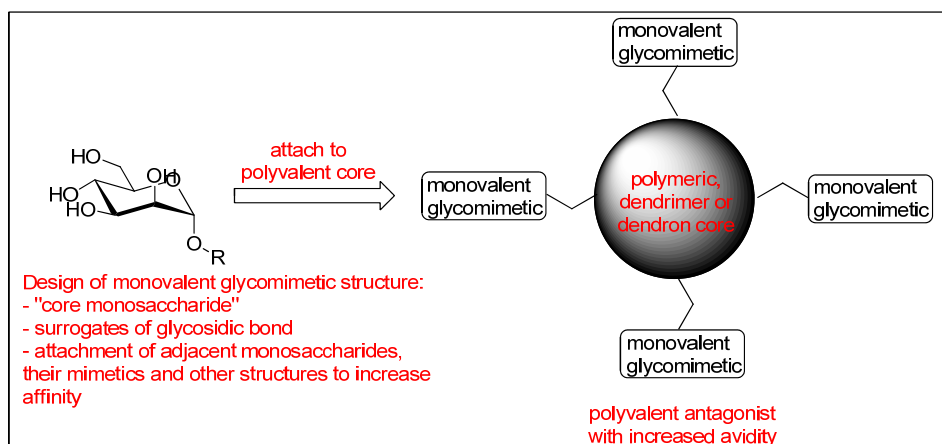 HO
HO
HO
OH
O
O
R
Design of monovalent glycomimetic structure:
- "core monosaccharide"
- surrogates of glycosidic bond
- attachment of adjacent monosaccharides,
their mimetics and other structures to increase
affinity
attach to
polyvalent core
monovalent
glycomimetic
monovalent
glycomimetic
polymeric,
dendrimer or
dendron core
monovalent
glycomimetic
monovalent
glycomimetic
polyvalent antagonist
with increased avidity